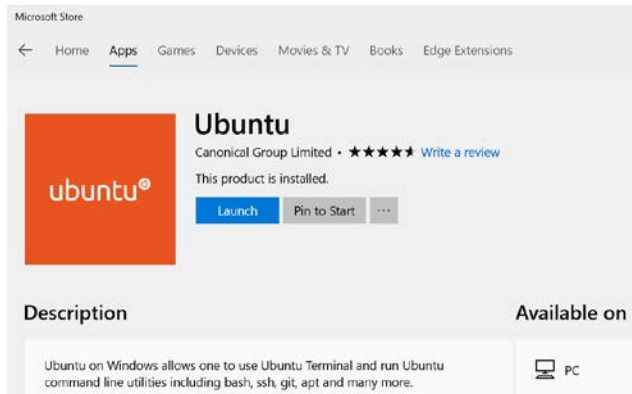 Microsoft Store
Home Apps Games Devices Movies & TV Books Edge Extensions
ubuntu®
Ubuntu
Canonical Group Limited • Write a review
This product is installed.
Launch Pin to Start ...
Description
Available on
Ubuntu on Windows allows one to use Ubuntu Terminal and run Ubuntu
command line utilities including bash, ssh, git, apt and many more.
PC